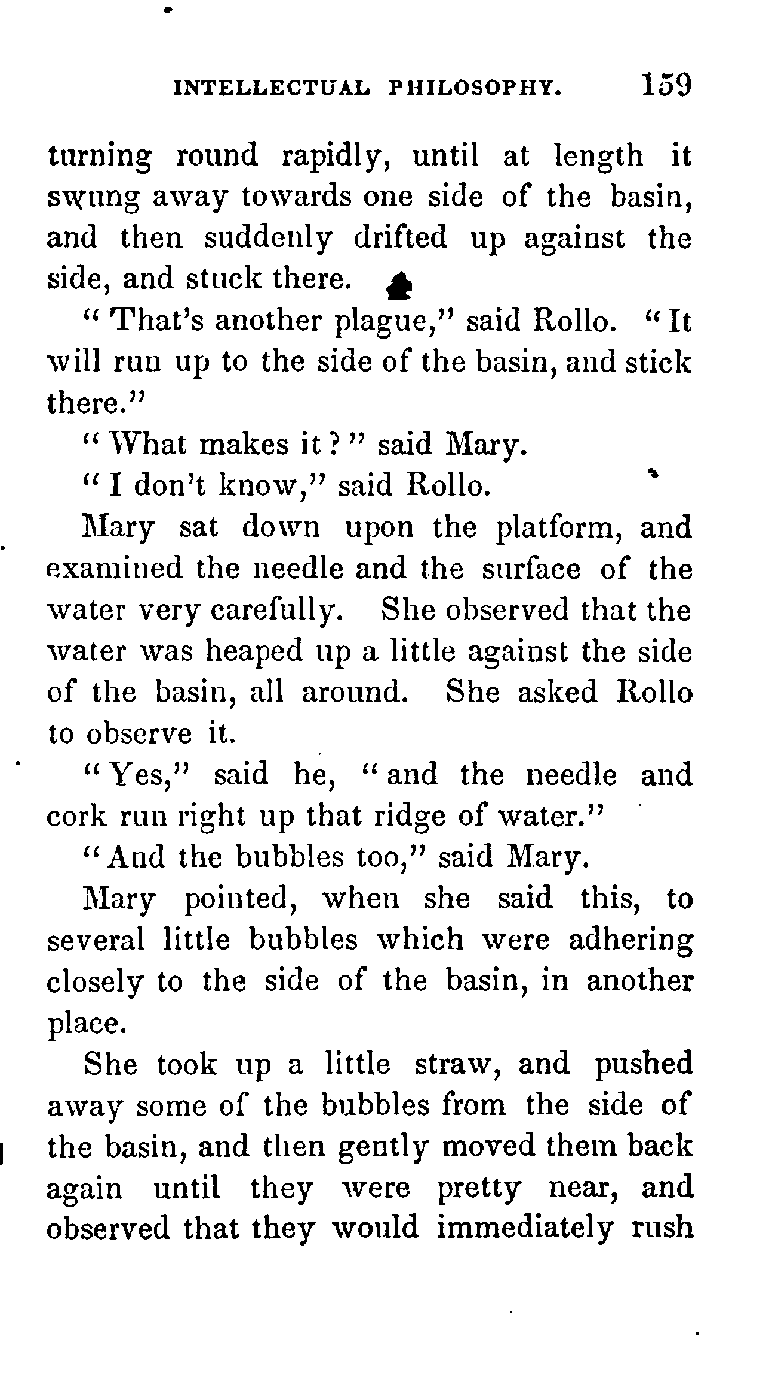 INTELLECTUAL PHILOSOPHY. 159
turning round rapidly, until at length it
swung away towards one side of the basin,
and then suddenly drifted up against the
side, and stuck there.
“ That’s another plague,” said Rollo. “ It
will run up to the side of the basin, and stick
there.”
“ What makes it ? ” said Mary.
“ I don’t know,” said Rollo.
Mary sat down upon the platform, and
examined the needle and the surface of the
water very carefully. She observed that the
water was heaped up a little against the side
of the basin, all around. She asked Rollo
to observe it.
“ Yes,” said he, “ and the needle and
cork run right up that ridge of water.”
“ And the bubbles too,” said Mary.
Mary pointed, when she said this, to
several little bubbles which were adhering
closely to the side of the basin, in another
place.
She took up a little straw, and pushed
away some of the bubbles from the side of
the basin, and then gently moved them back
again until they were pretty near, and
observed that they would immediately rush